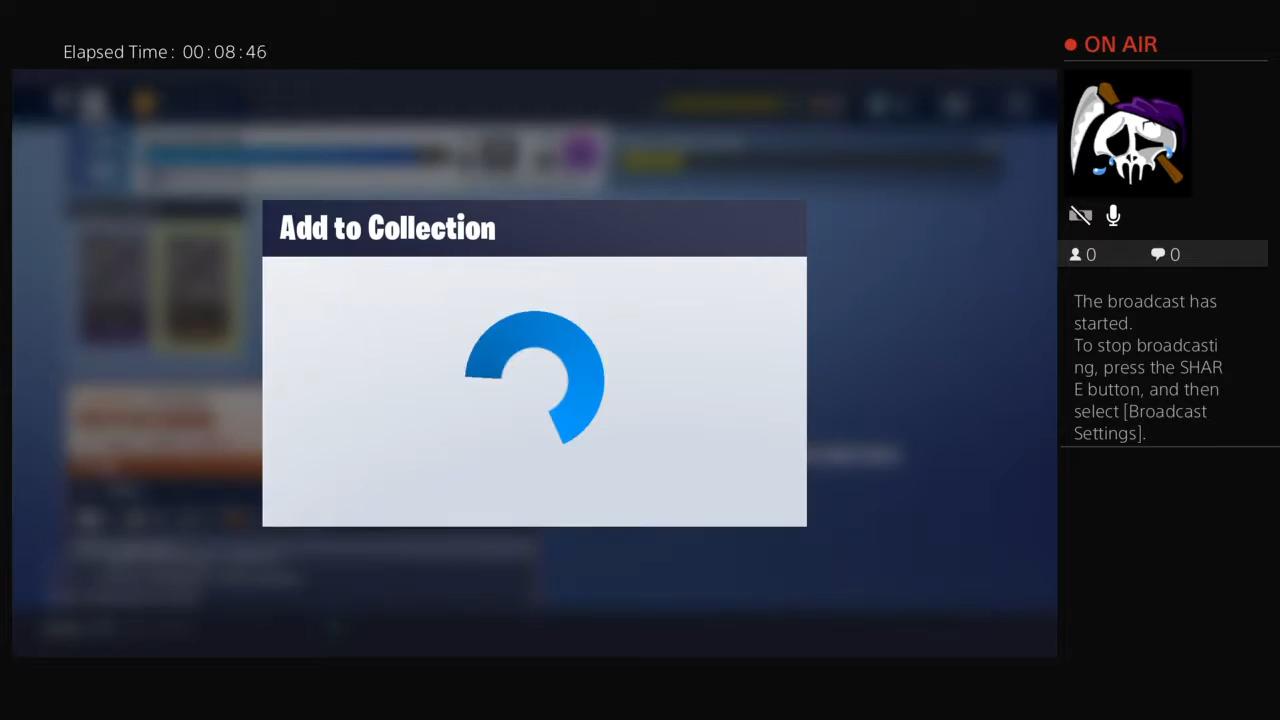 Elapsed Time: 00:08:46
ON AIR
Add to Collection
0
0
The broadcast has
started.
To stop broadcasti
ng, press the SHAR
E button, and then
select [Broadcast
Settings].